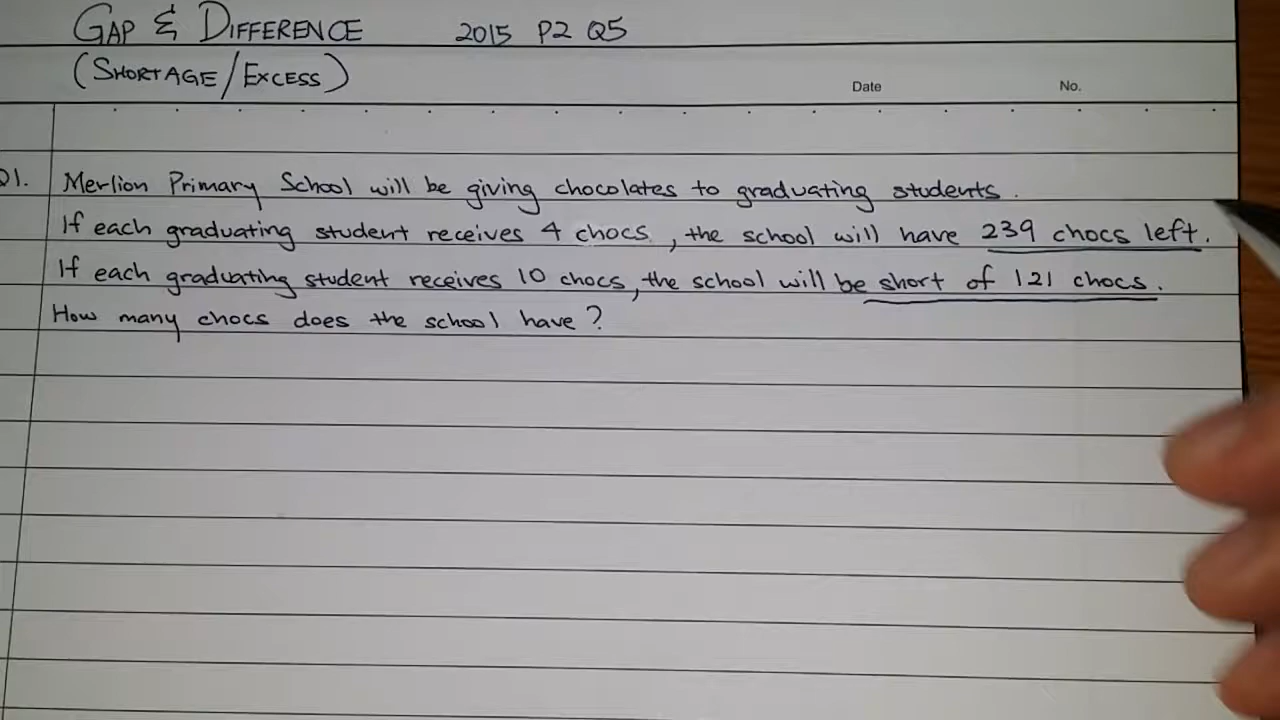 GAP & DIFFERENCE 2015 P2 Q5
(SHORTAGE/EXCESS)
Date No.
Q1. Merlion Primary School will be giving chocolates to graduating students.
If each graduating student receives 4 chocs, the school will have 239 chocs left.
If each graduating student receives 10 chocs, the school will be short of 121 chocs.
How many chocs does the school have?